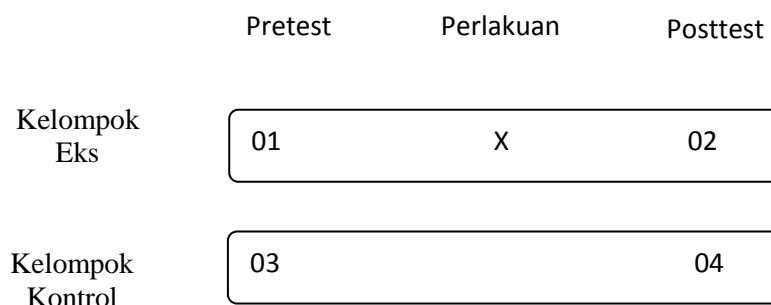 Pretest Perlakuan Posttest
Kelompok
Eks
01 X 02
Kelompok
Kontrol
03 04